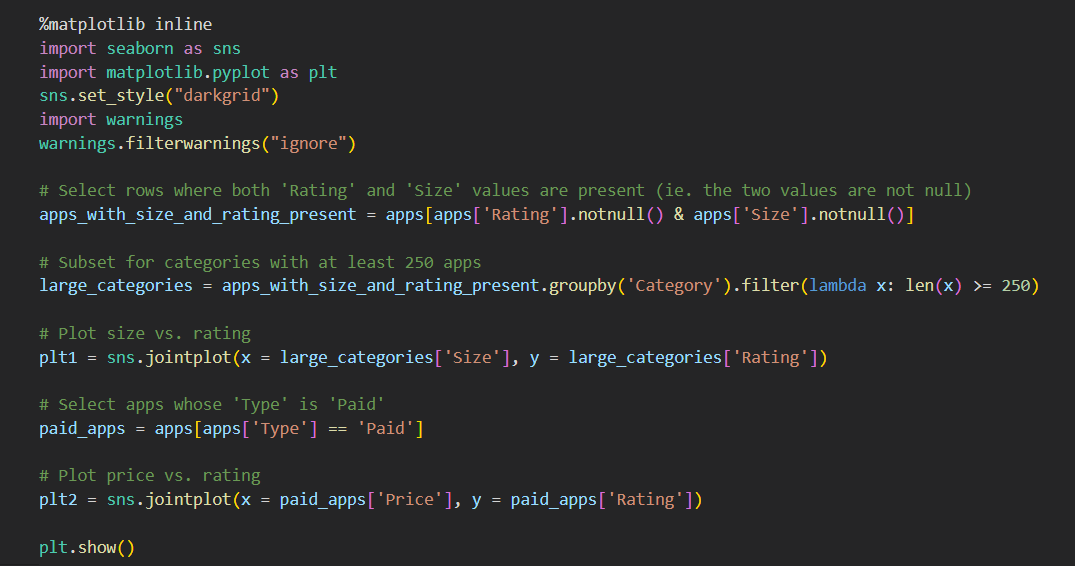 %matplotlib inline
import seaborn as sns
import matplotlib.pyplot as plt
sns.set_style("darkgrid")
import warnings
warnings.filterwarnings("ignore")
# Select rows where both 'Rating' and 'Size' values are present (ie. the two values are not null)
apps_with_size_and_rating_present = apps[apps['Rating'].notnull() & apps['Size'].notnull()]
# Subset for categories with at least 250 apps
large_categories = apps_with_size_and_rating_present.groupby('Category').filter(lambda x: len(x) >= 250)
# Plot size vs. rating
plt1 = sns.jointplot(x = large_categories['Size'], y = large_categories['Rating'])
# Select apps whose 'Type' is 'Paid'
paid_apps = apps[apps['Type'] == 'Paid']
# Plot price vs. rating
plt2 = sns.jointplot(x = paid_apps['Price'], y = paid_apps['Rating'])
plt.show()